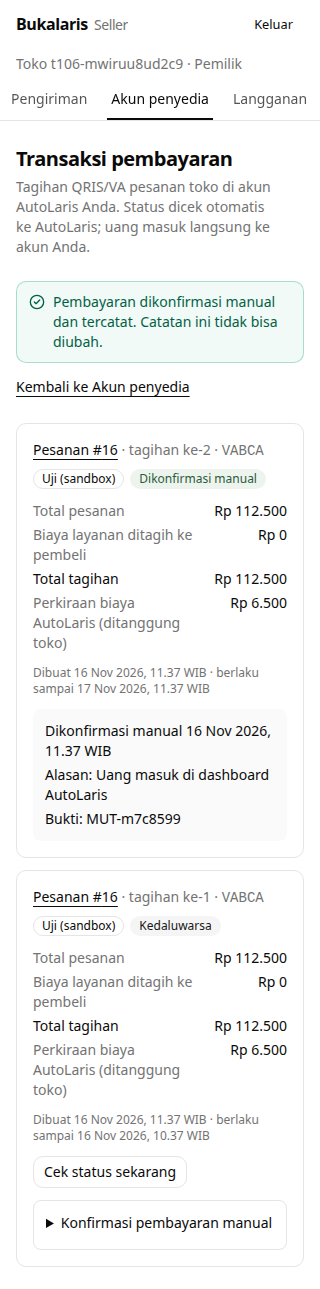 Bukalaris Seller Keluar
Toko t106-mwiruu8ud2c9 · Pemilik
Pengiriman Akun penyedia Langganan
Transaksi pembayaran
Tagihan QRIS/VA pesanan toko di akun
AutoLaris Anda. Status dicek otomatis
ke AutoLaris; uang masuk langsung ke
akun Anda.
Pembayaran dikonfirmasi manual
dan tercatat. Catatan ini tidak bisa
diubah.
Kembali ke Akun penyedia
Pesanan #16 · tagihan ke-2 · VABCA
Uji (sandbox) Dikonfirmasi manual
Total pesanan Rp 112.500
Biaya layanan ditagih ke Rp 0
pembeli
Total tagihan Rp 112.500
Perkiraan biaya Rp 6.500
AutoLaris (ditanggung
toko)
Dibuat 16 Nov 2026, 11.37 WIB · berlaku
sampai 17 Nov 2026, 11.37 WIB
Dikonfirmasi manual 16 Nov 2026,
11.37 WIB
Alasan: Uang masuk di dashboard
AutoLaris
Bukti: MUT-m7c8599
Pesanan #16 · tagihan ke-1 · VABCA
Uji (sandbox) Kedaluwarsa
Total pesanan Rp 112.500
Biaya layanan ditagih ke Rp 0
pembeli
Total tagihan Rp 112.500
Perkiraan biaya Rp 6.500
AutoLaris (ditanggung
toko)
Dibuat 16 Nov 2026, 11.37 WIB · berlaku
sampai 16 Nov 2026, 10.37 WIB
Cek status sekarang
Konfirmasi pembayaran manual